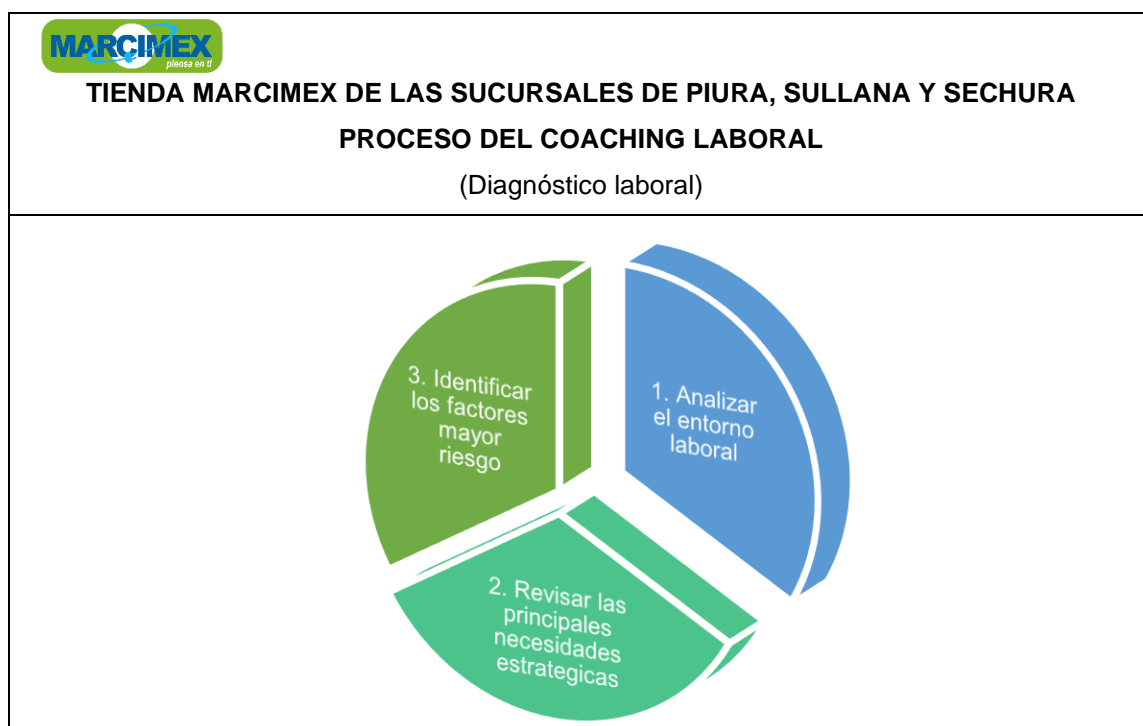 MARCIMEX
piensa en ti
TIENDA MARCIMEX DE LAS SUCURSALES DE PIURA, SULLANA Y SECHURA
PROCESO DEL COACHING LABORAL
(Diagnóstico laboral)
1. Analizar
el entorno
laboral
2. Revisar las
principales
necesidades
estrategicas
3. Identificar
los factores
mayor
riesgo